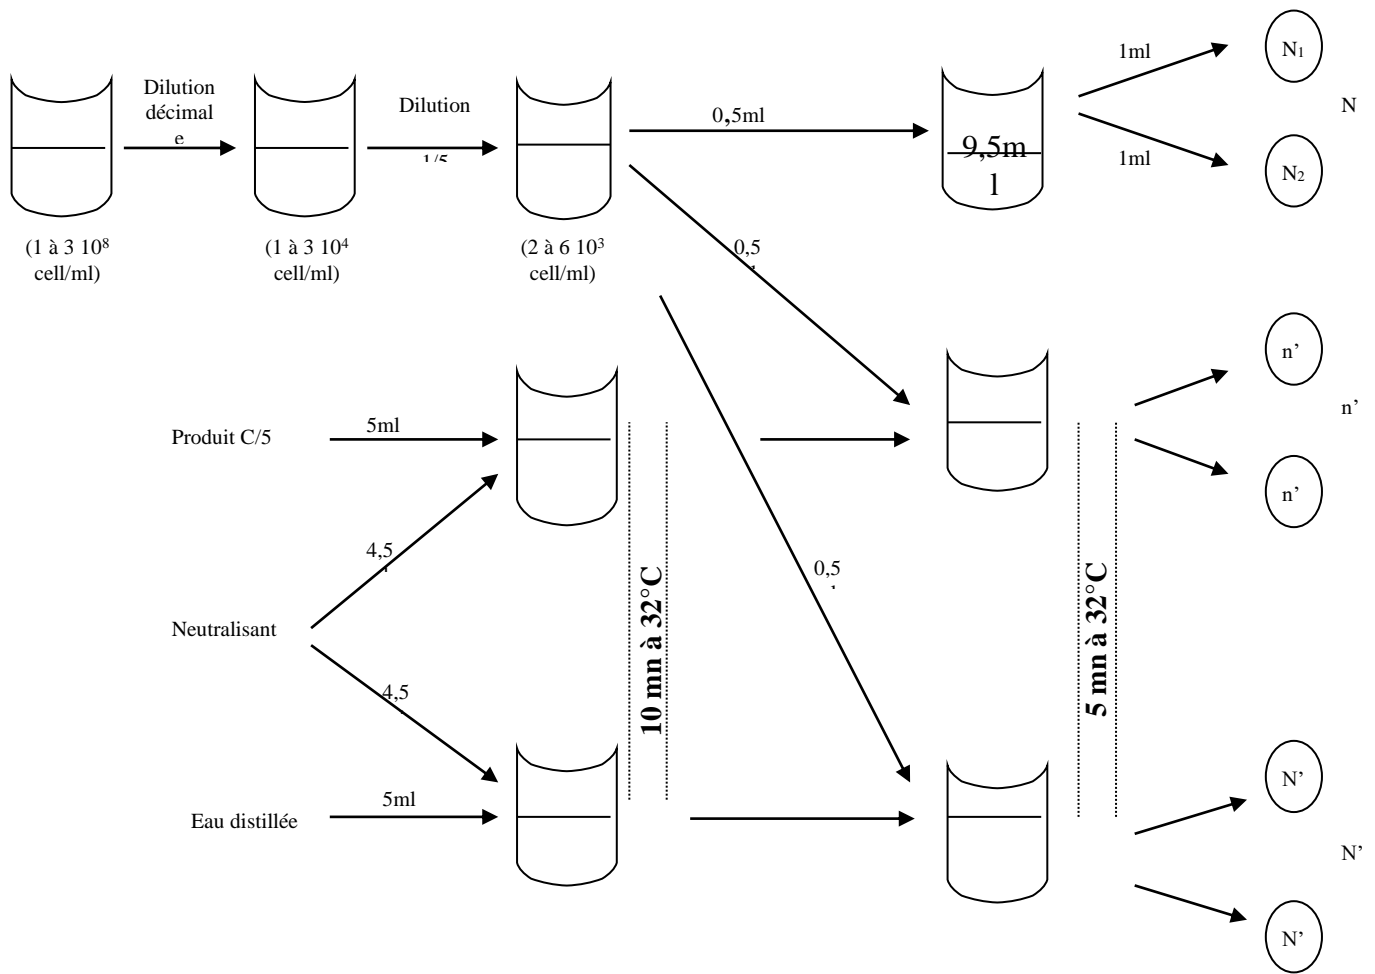 Dilution
décimal
e
Dilution
1/5
0,5ml
9,5m
l
1ml
1ml
N1
N2
N
(1 à 3 10⁸
cell/ml)
(1 à 3 10⁴
cell/ml)
(2 à 6 10³
cell/ml)
0,5
Produit C/5
5ml
n’
n’
n’
4,5
Neutralisant
10 mn à 32°C
0,5
5 mn à 32°C
4,5
Eau distillée
5ml
N’
N’
N’